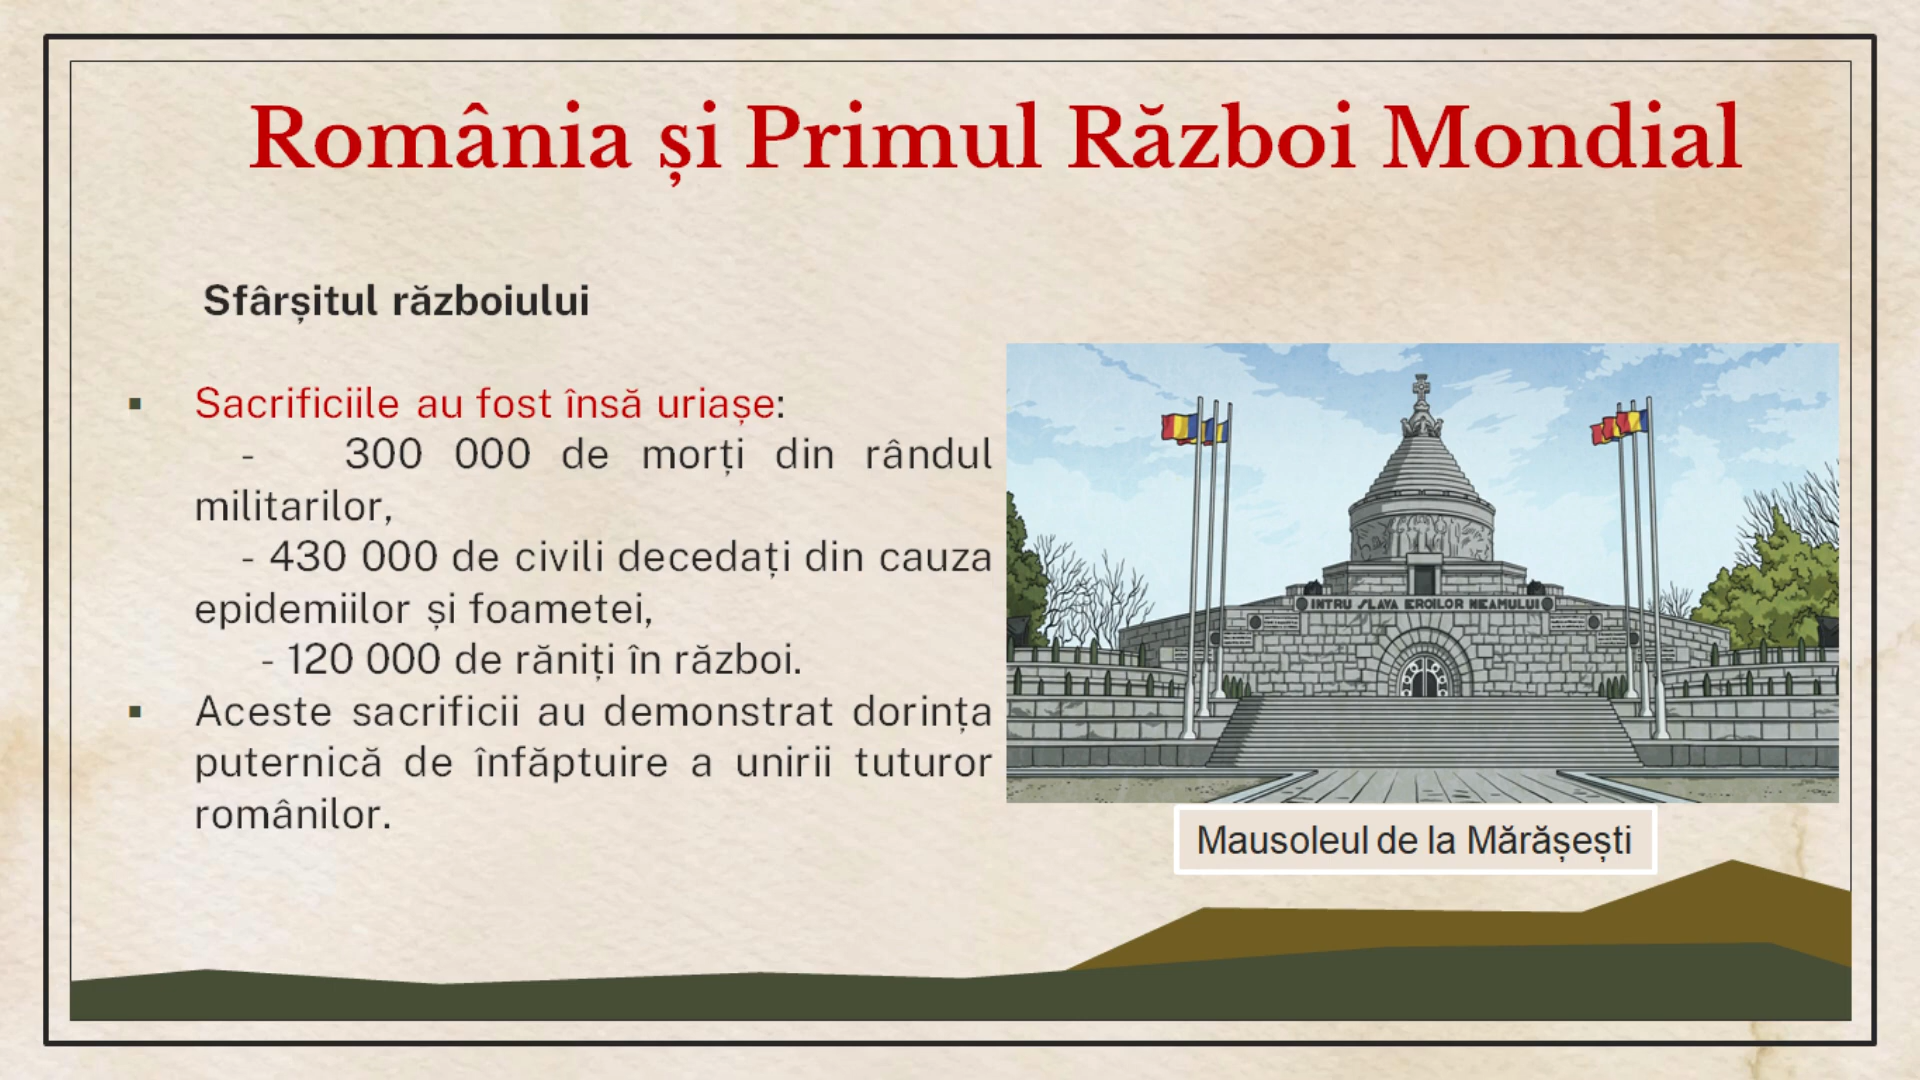 România și Primul Război Mondial
Sfârșitul războiului
▪ Sacrificiile au fost însă uriașe:
- 300 000 de morți din rândul
militarilor,
- 430 000 de civili decedați din cauza
epidemiilor și foametei,
- 120 000 de răniți în război.
▪ Aceste sacrificii au demonstrat dorința
puternică de înfăptuire a unirii tuturor
românilor.
INTRU SLAVA EROILOR NEAMULUI
Mausoleul de la Mărășești